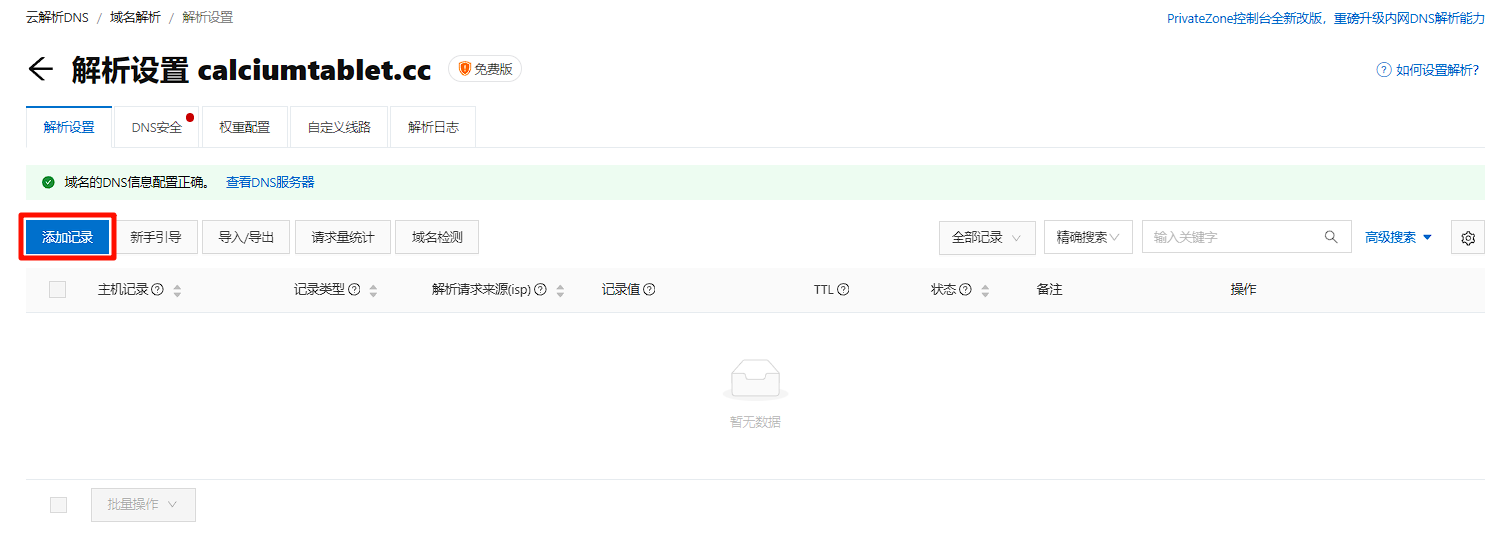 云解析DNS / 域名解析 / 解析设置
PrivateZone控制台全新改版，重磅升级内网DNS解析能力
解析设置 calciumtablet.cc
免费版
如何设置解析?
解析设置 DNS安全 权重配置 自定义线路 解析日志
域名的DNS信息配置正确。 查看DNS服务器
添加记录 新手引导 导入/导出 请求量统计 域名检测 全部记录 精确搜索 输入关键字 高级搜索
主机记录 记录类型 解析请求来源(isp) 记录值 TTL 状态 备注 操作
暂无数据
批量操作